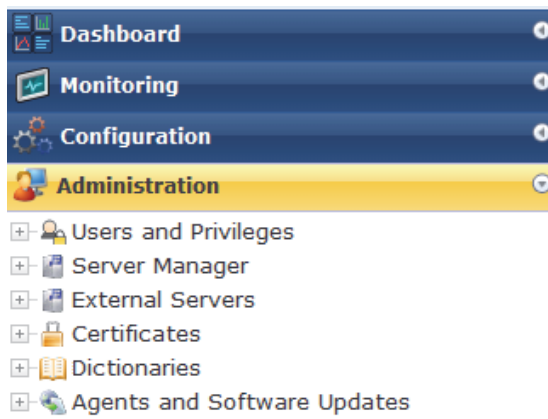 Dashboard
Monitoring
Configuration
Administration
Users and Privileges
Server Manager
External Servers
Certificates
Dictionaries
Agents and Software Updates